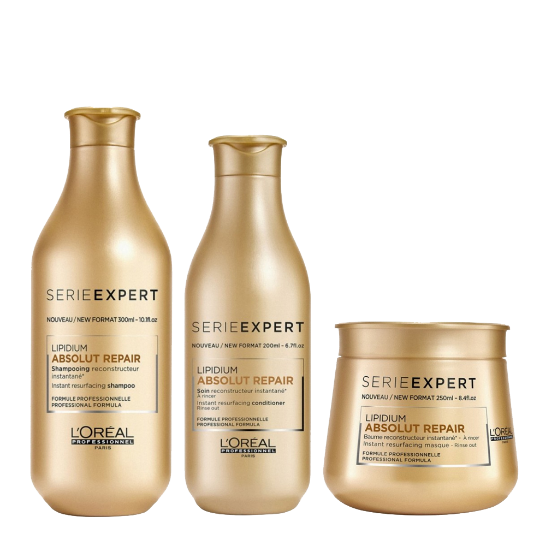 SERIEEXPERT
NOUVEAU / NEW FORMAT 300ml - 10.1fl.oz
LIPIDIUM
ABSOLUT REPAIR
Shampooing reconstructeur
instantané*
Instant resurfacing shampoo
FORMULE PROFESSIONNELLE
PROFESSIONAL FORMULA
L'ORÉAL
PROFESSIONNEL
PARIS
SERIEEXPERT
NOUVEAU / NEW FORMAT 200ml - 6.7fl.oz
LIPIDIUM
ABSOLUT REPAIR
Soin reconstructeur instantané*
À rincer
Instant resurfacing conditioner
Rinse out
FORMULE PROFESSIONNELLE
PROFESSIONAL FORMULA
L'ORÉAL
PROFESSIONNEL
PARIS
SERIEEXPERT
NOUVEAU / NEW FORMAT 250ml - 8.4fl.oz
LIPIDIUM
ABSOLUT REPAIR
Baume reconstructeur instantané* - À rincer
Instant resurfacing masque - Rinse out
FORMULE PROFESSIONNELLE
PROFESSIONAL FORMULA
L'ORÉAL